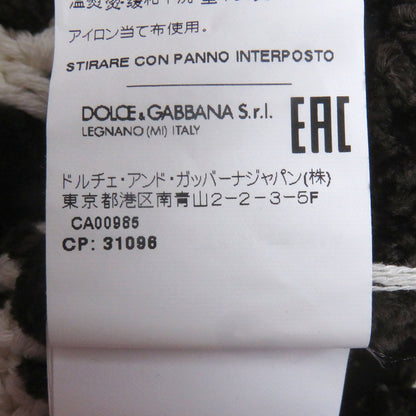 アイロン当て布使用。
STIRARE CON PANNO INTERPOSTO
DOLCE & GABBANA S.r.l.
LEGNANO (MI) ITALY
EAC
ドルチェ・アンド・ガッバーナジャパン(株)
東京都港区南青山2-2-3-5F
CA00985
CP: 31096